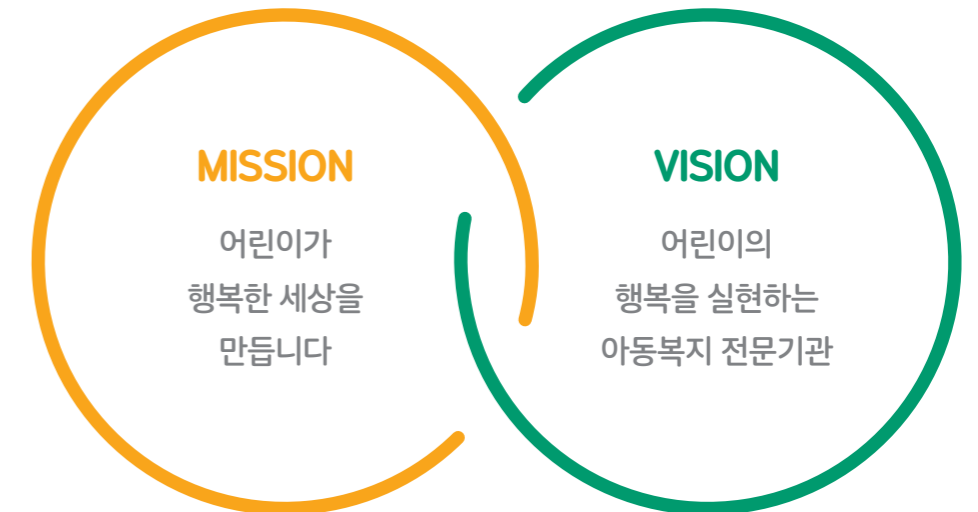 MISSION
어린이가
행복한 세상을
만듭니다
VISION
어린이의
행복을 실현하는
아동복지 전문기관